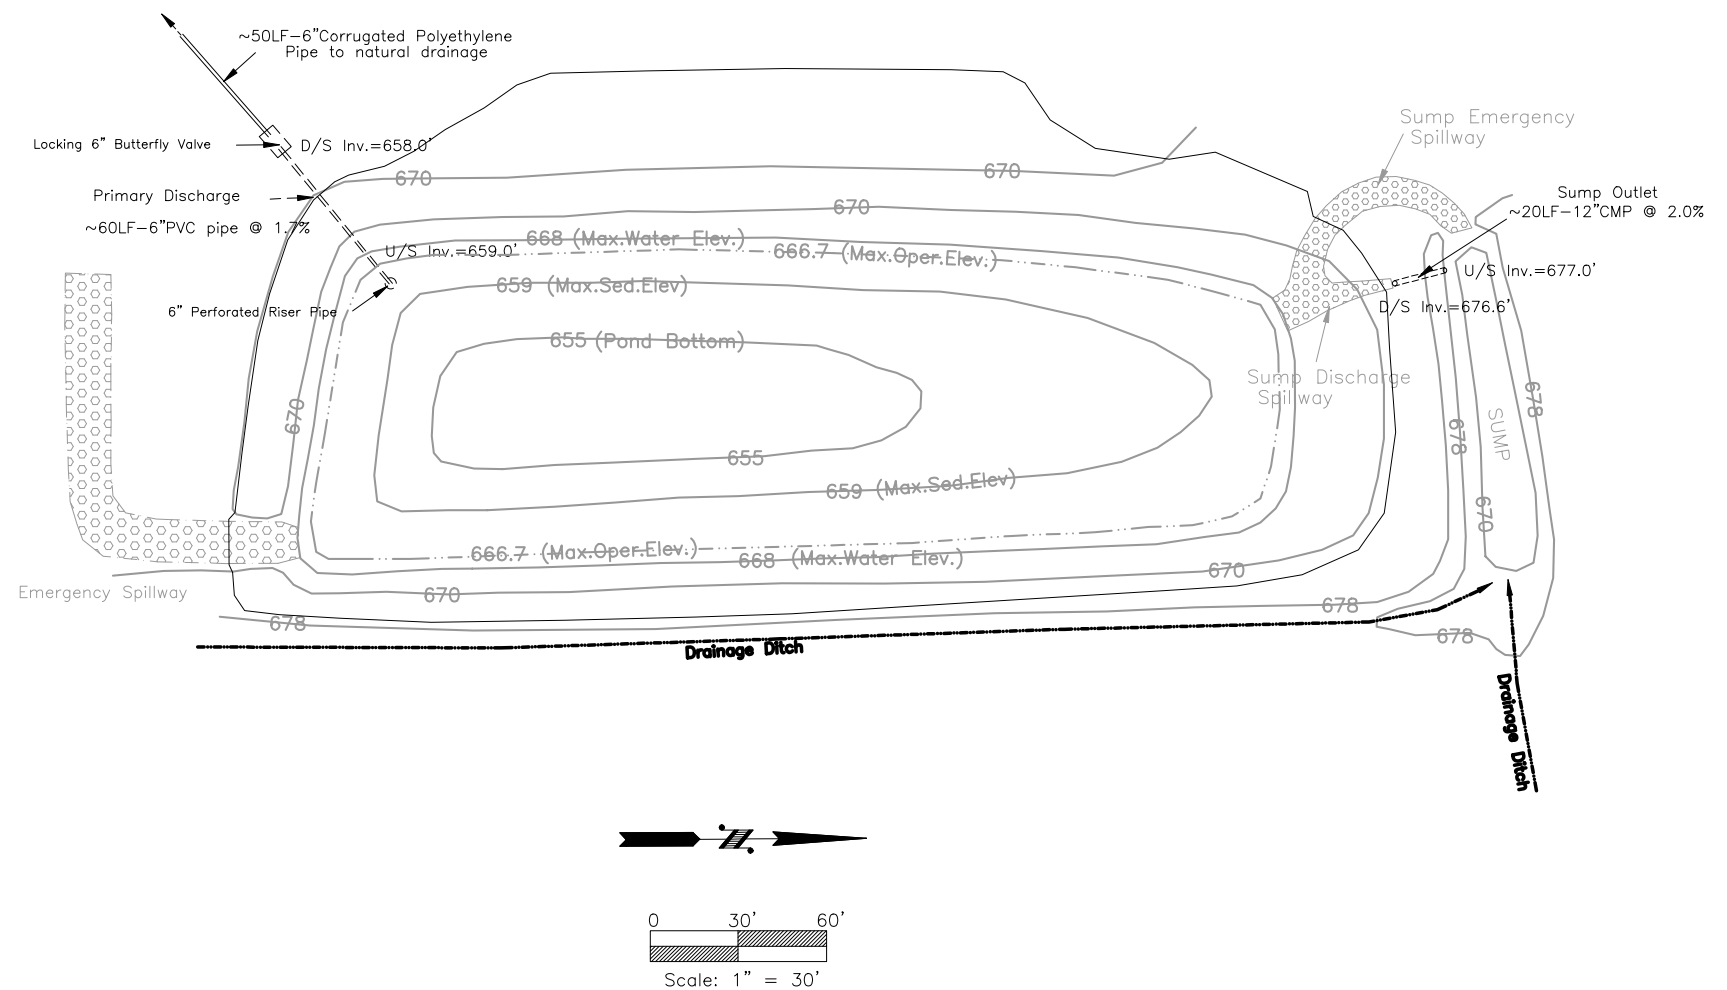 ~50LF-6"Corrugated Polyethylene
Pipe to natural drainage
Locking 6" Butterfly Valve
D/S Inv.=658.0'
Primary Discharge
~60LF-6"PVC pipe @ 1.7%
U/S Inv.=659.0'
6" Perforated Riser Pipe
670
670
670
668 (Max.Water Elev.)
666.7 (Max.Oper.Elev.)
659 (Max.Sed.Elev)
655 (Pond Bottom)
670
655
659 (Max.Sed.Elev)
666.7 (Max.Oper.Elev.)
668 (Max.Water Elev.)
670
670
678
678
678
Emergency Spillway
Sump Emergency
Spillway
Sump Outlet
~20LF-12"CMP @ 2.0%
U/S Inv.=677.0'
D/S Inv.=676.6'
Sump Discharge
Spillway
678
678
SUMP
670
Drainage Ditch
Drainage Ditch
N
0 30' 60'
Scale: 1" = 30'